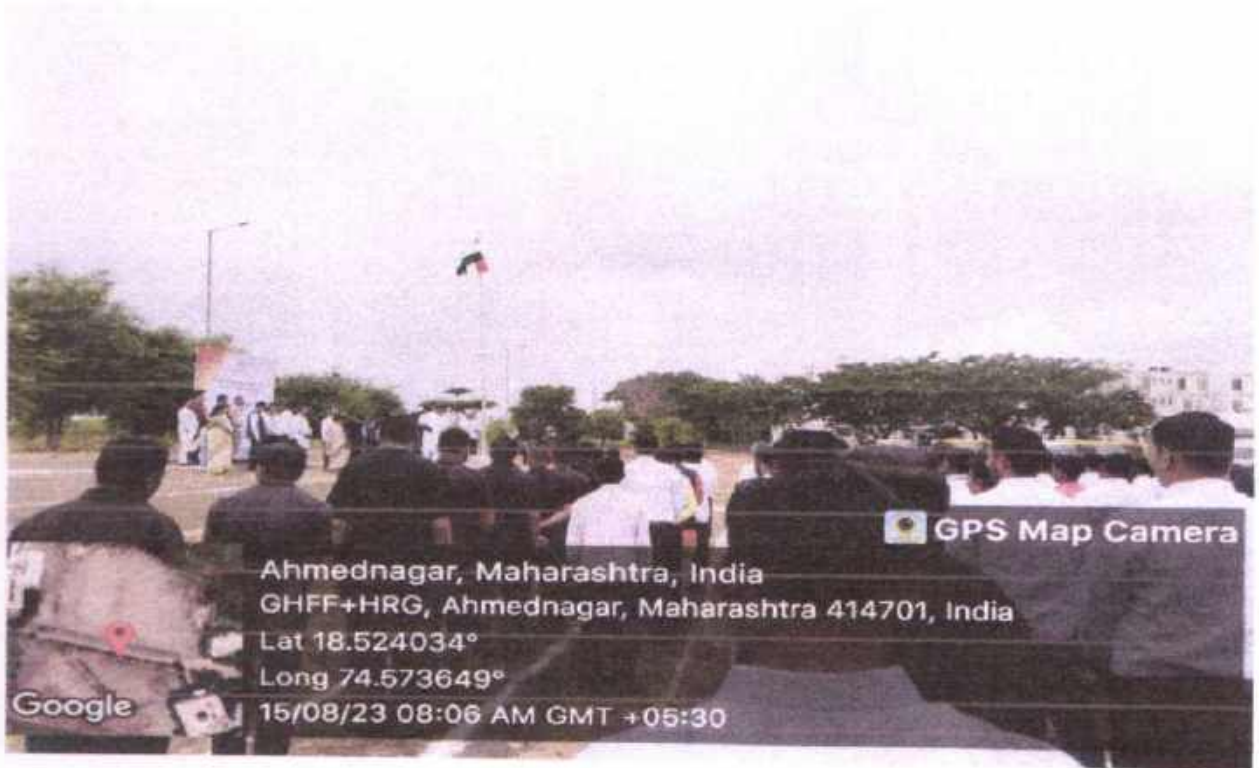 GPS Map Camera
Ahmednagar, Maharashtra, India
GHFF+HRG, Ahmednagar, Maharashtra 414701, India
Lat 18.524034°
Long 74.573649°
15/08/23 08:06 AM GMT +05:30
Google